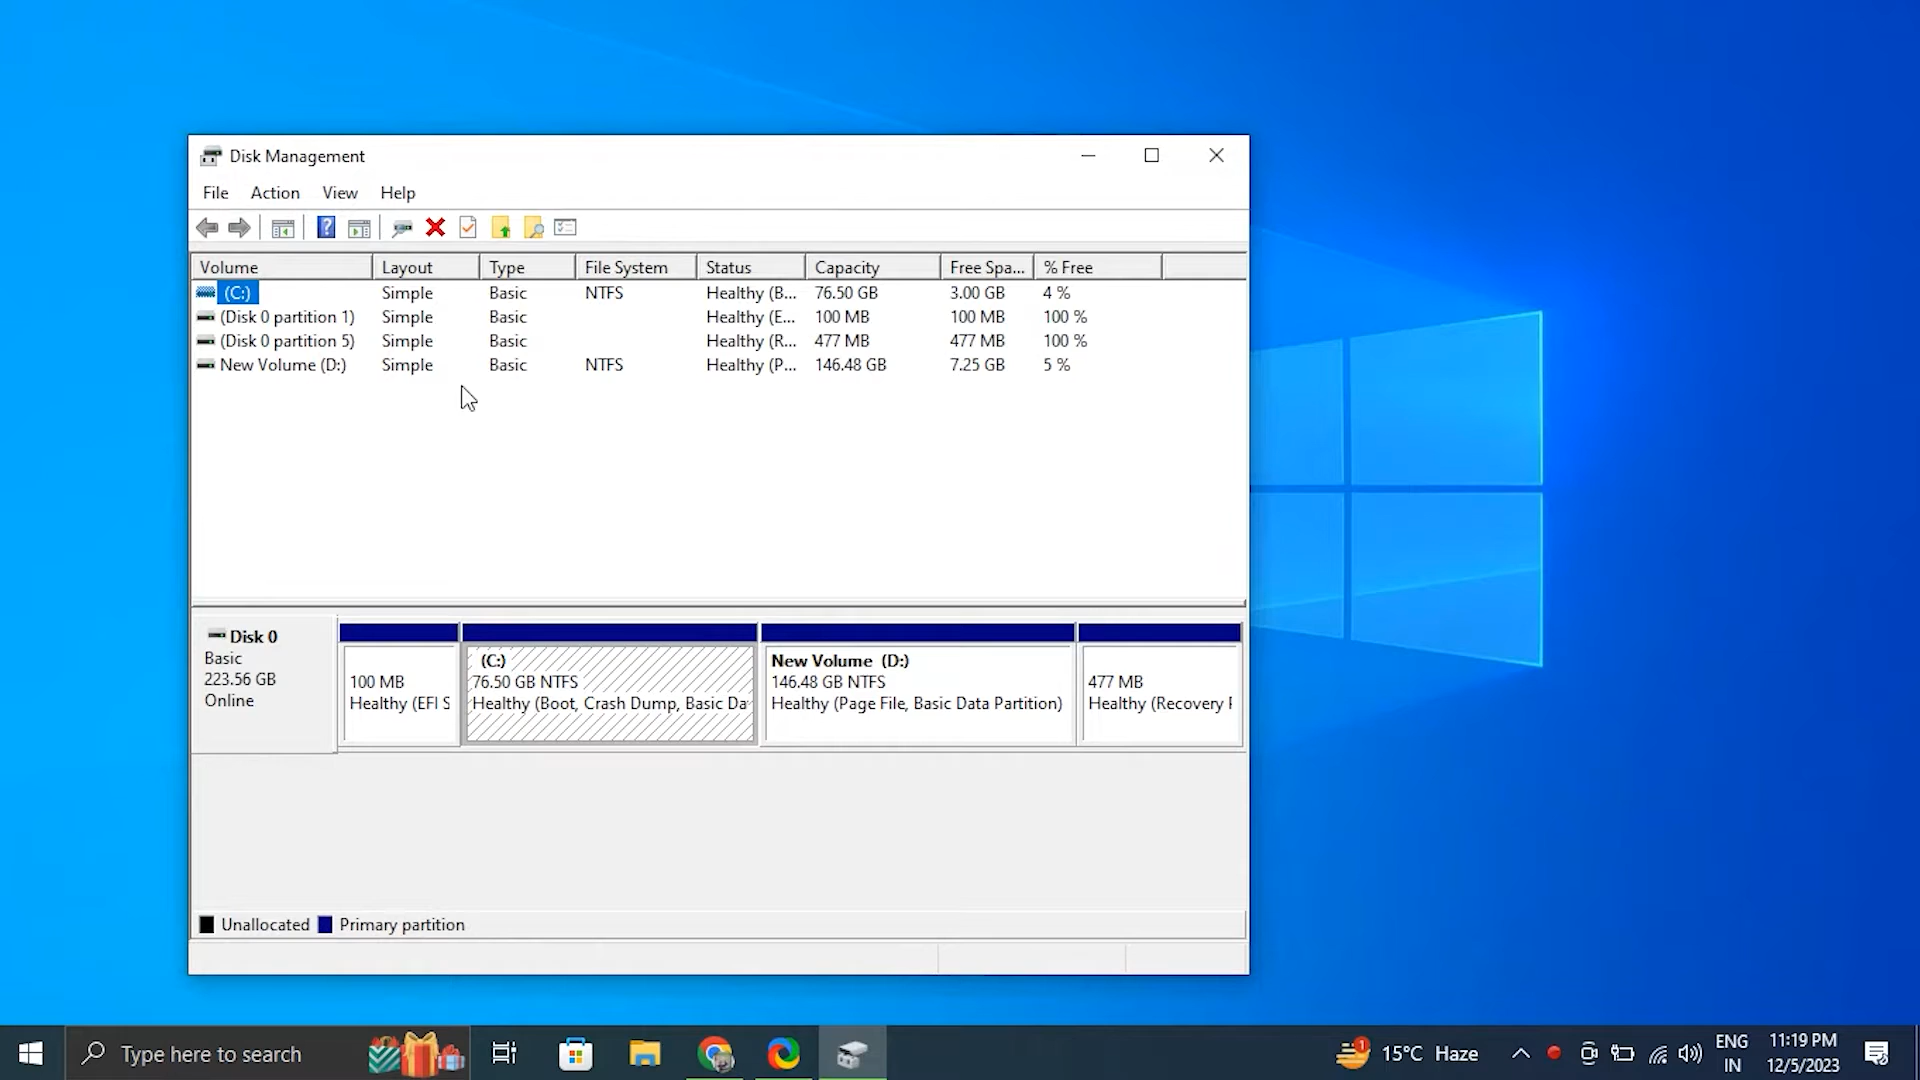 Disk Management
File Action View Help
Volume Layout Type File System Status Capacity Free Spa... % Free
(C:) Simple Basic NTFS Healthy (B... 76.50 GB 3.00 GB 4 %
(Disk 0 partition 1) Simple Basic Healthy (E... 100 MB 100 MB 100 %
(Disk 0 partition 5) Simple Basic Healthy (R... 477 MB 477 MB 100 %
New Volume (D:) Simple Basic NTFS Healthy (P... 146.48 GB 7.25 GB 5 %
Disk 0
Basic
223.56 GB
Online
100 MB
Healthy (EFI S
(C:)
76.50 GB NTFS
Healthy (Boot, Crash Dump, Basic Da
New Volume (D:)
146.48 GB NTFS
Healthy (Page File, Basic Data Partition)
477 MB
Healthy (Recovery
Unallocated Primary partition
Type here to search
1
15°C Haze
ENG
IN
11:19 PM
12/5/2023